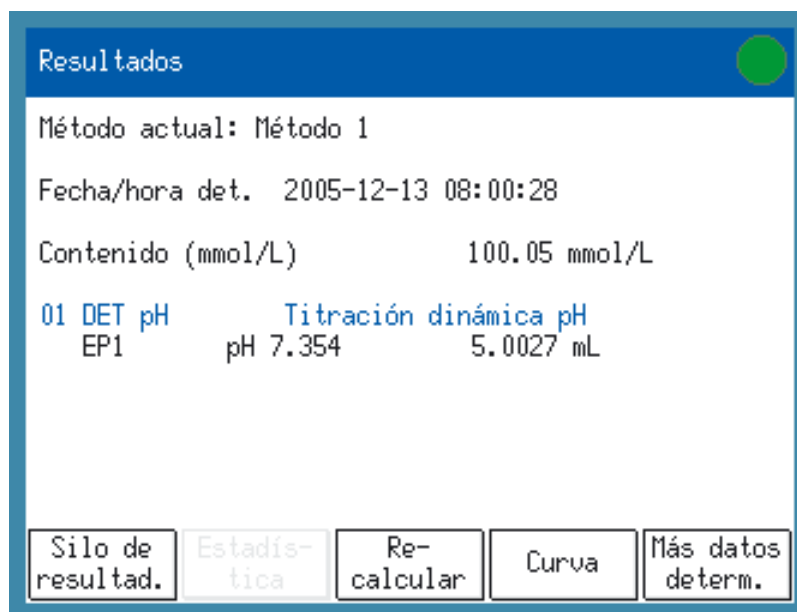 Resultados
Método actual: Método 1
Fecha/hora det. 2005-12-13 08:00:28
Contenido (mmol/L) 100.05 mmol/L
01 DET pH Titración dinámica pH
EP1 pH 7.354 5.0027 mL
Silo de
resultad.
Estadís-
tica
Re-
calcular
Curva
Más datos
determ.